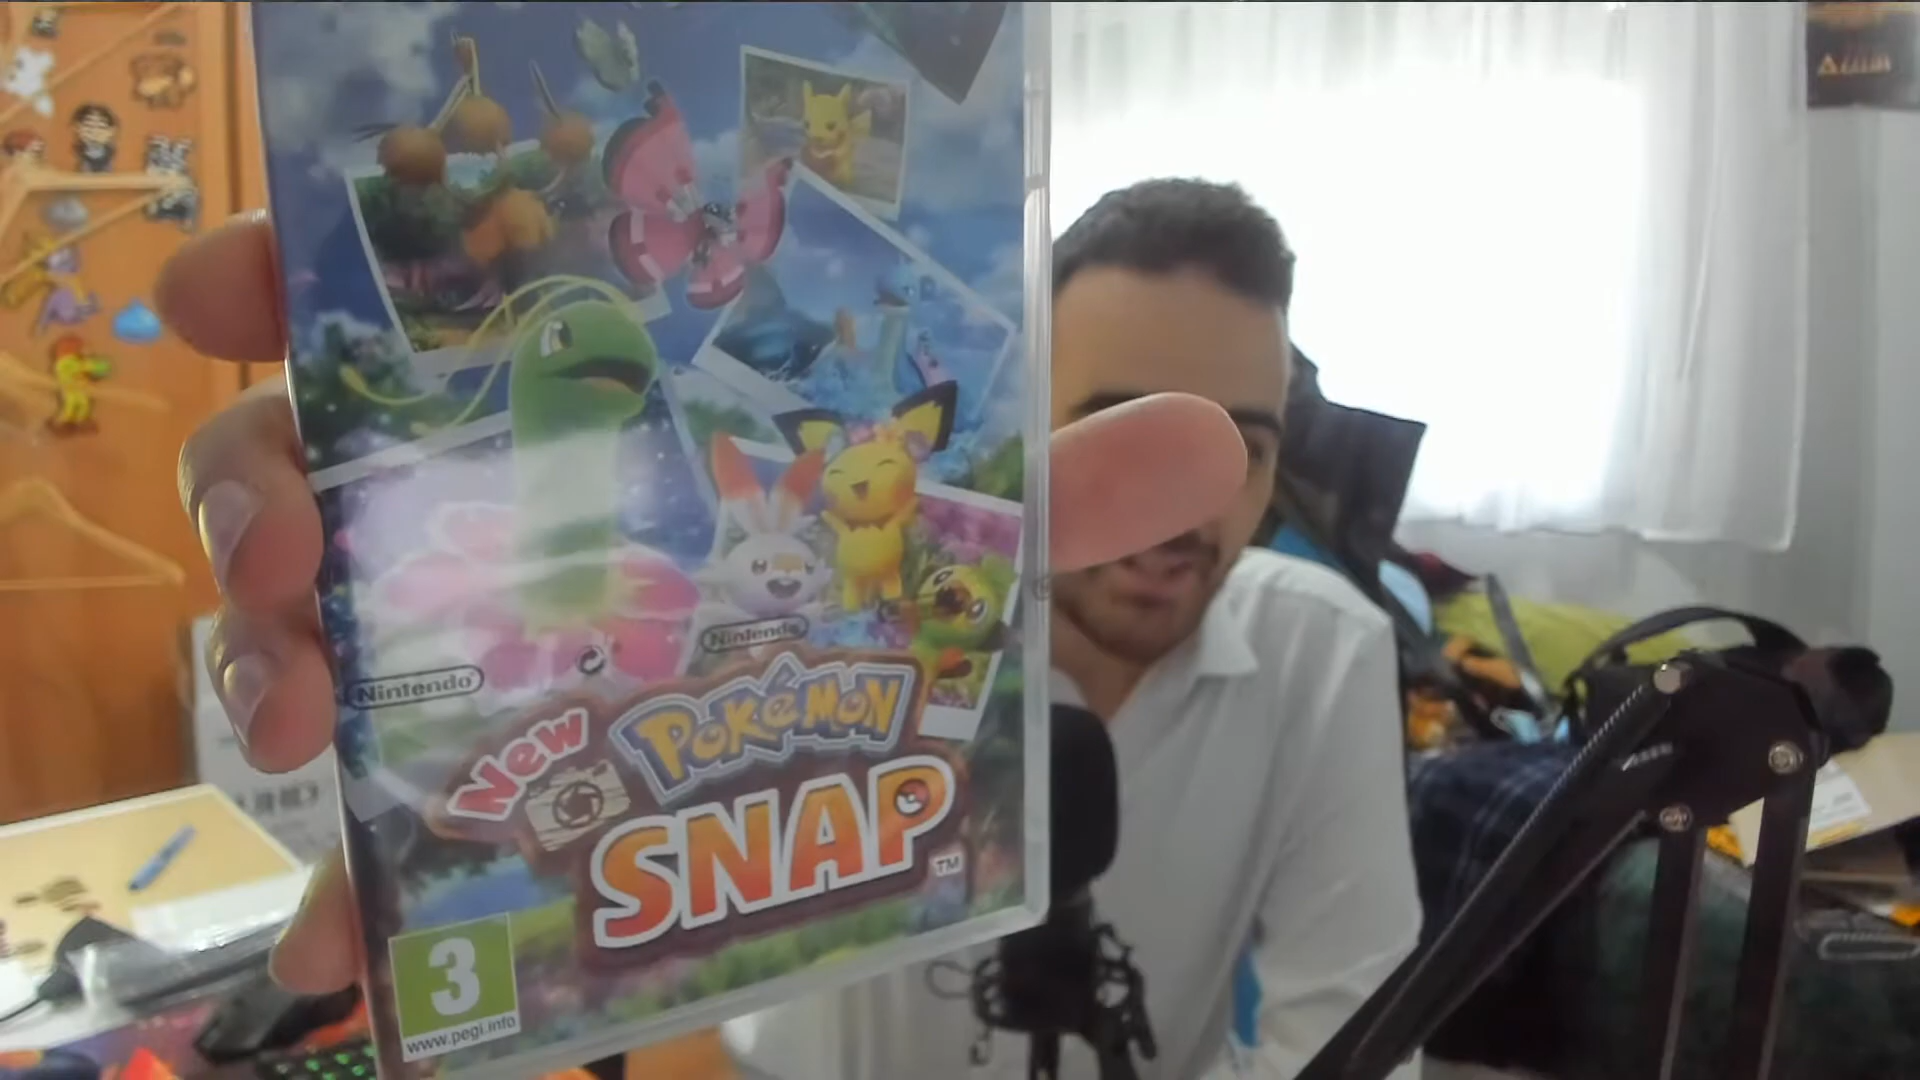 Nintendo
Nintendo
New
POKéMON
SNAP
TM
3
www.pegi.info